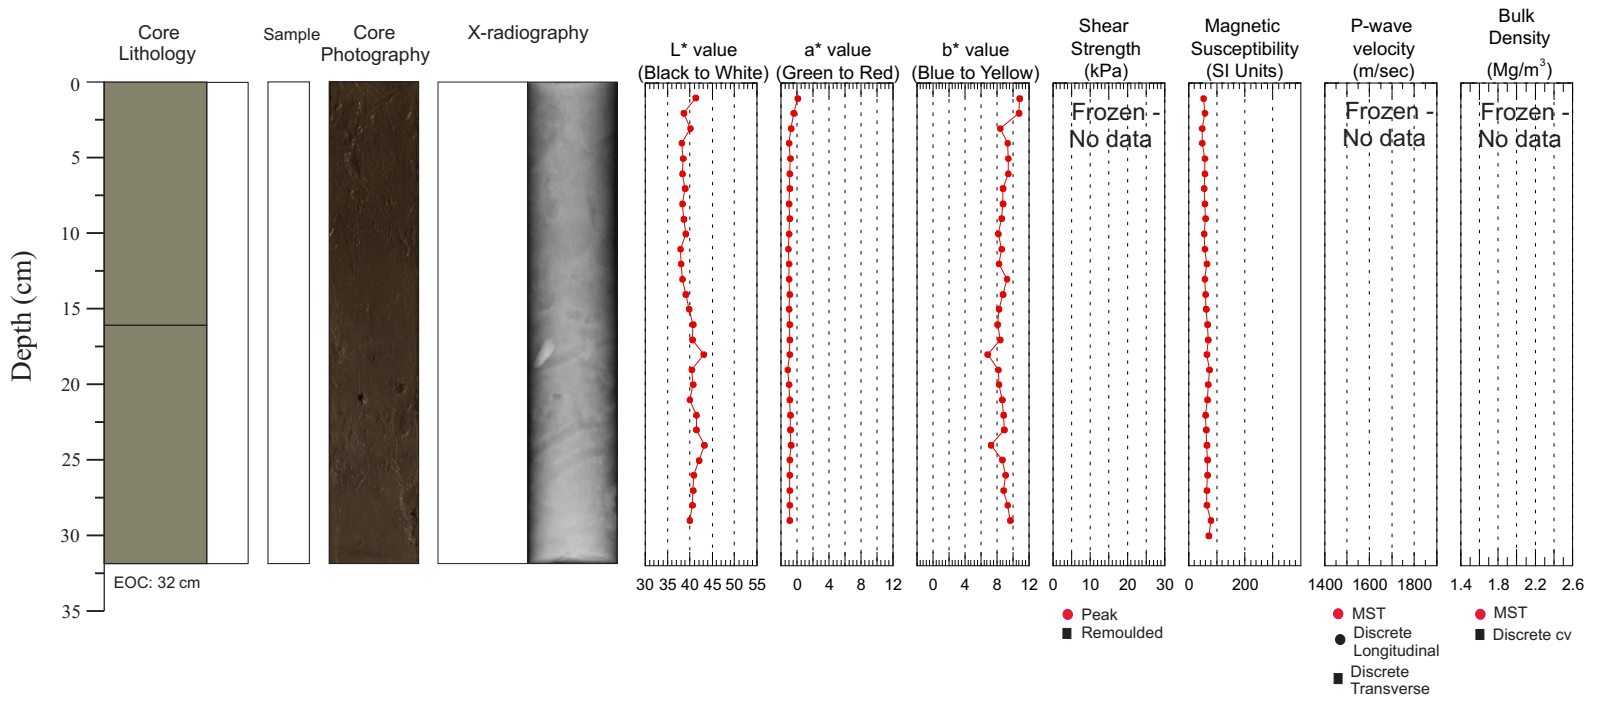 Core
Lithology
Sample
Core
Photography
X-radiography
L* value
(Black to White)
a* value
(Green to Red)
b* value
(Blue to Yellow)
Shear
Strength
(kPa)
Magnetic
Susceptibility
(SI Units)
P-wave
velocity
(m/sec)
Bulk
Density
(Mg/m³)
Depth (cm)
0
5
10
15
20
25
30
35
EOC: 32 cm
Frozen -
No data
Frozen -
No data
Frozen -
No data
30 35 40 45 50 55
0 4 8 12
0 4 8 12
0 10 20 30
0 200
1400 1600 1800
1.4 1.8 2.2 2.6
Peak
Remoulded
MST
Discrete
Longitudinal
Discrete
Transverse
MST
Discrete cv